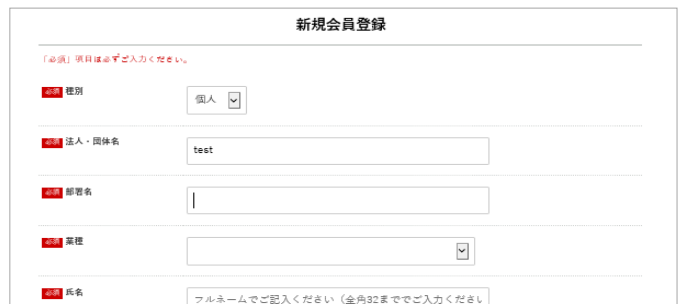 新規会員登録
「必須」項目は必ずご入力ください。
必須 種別
個人
必須 法人・団体名
test
必須 部署名
必須 業種
必須 氏名
フルネームでご記入ください（全角32まででご入力ください